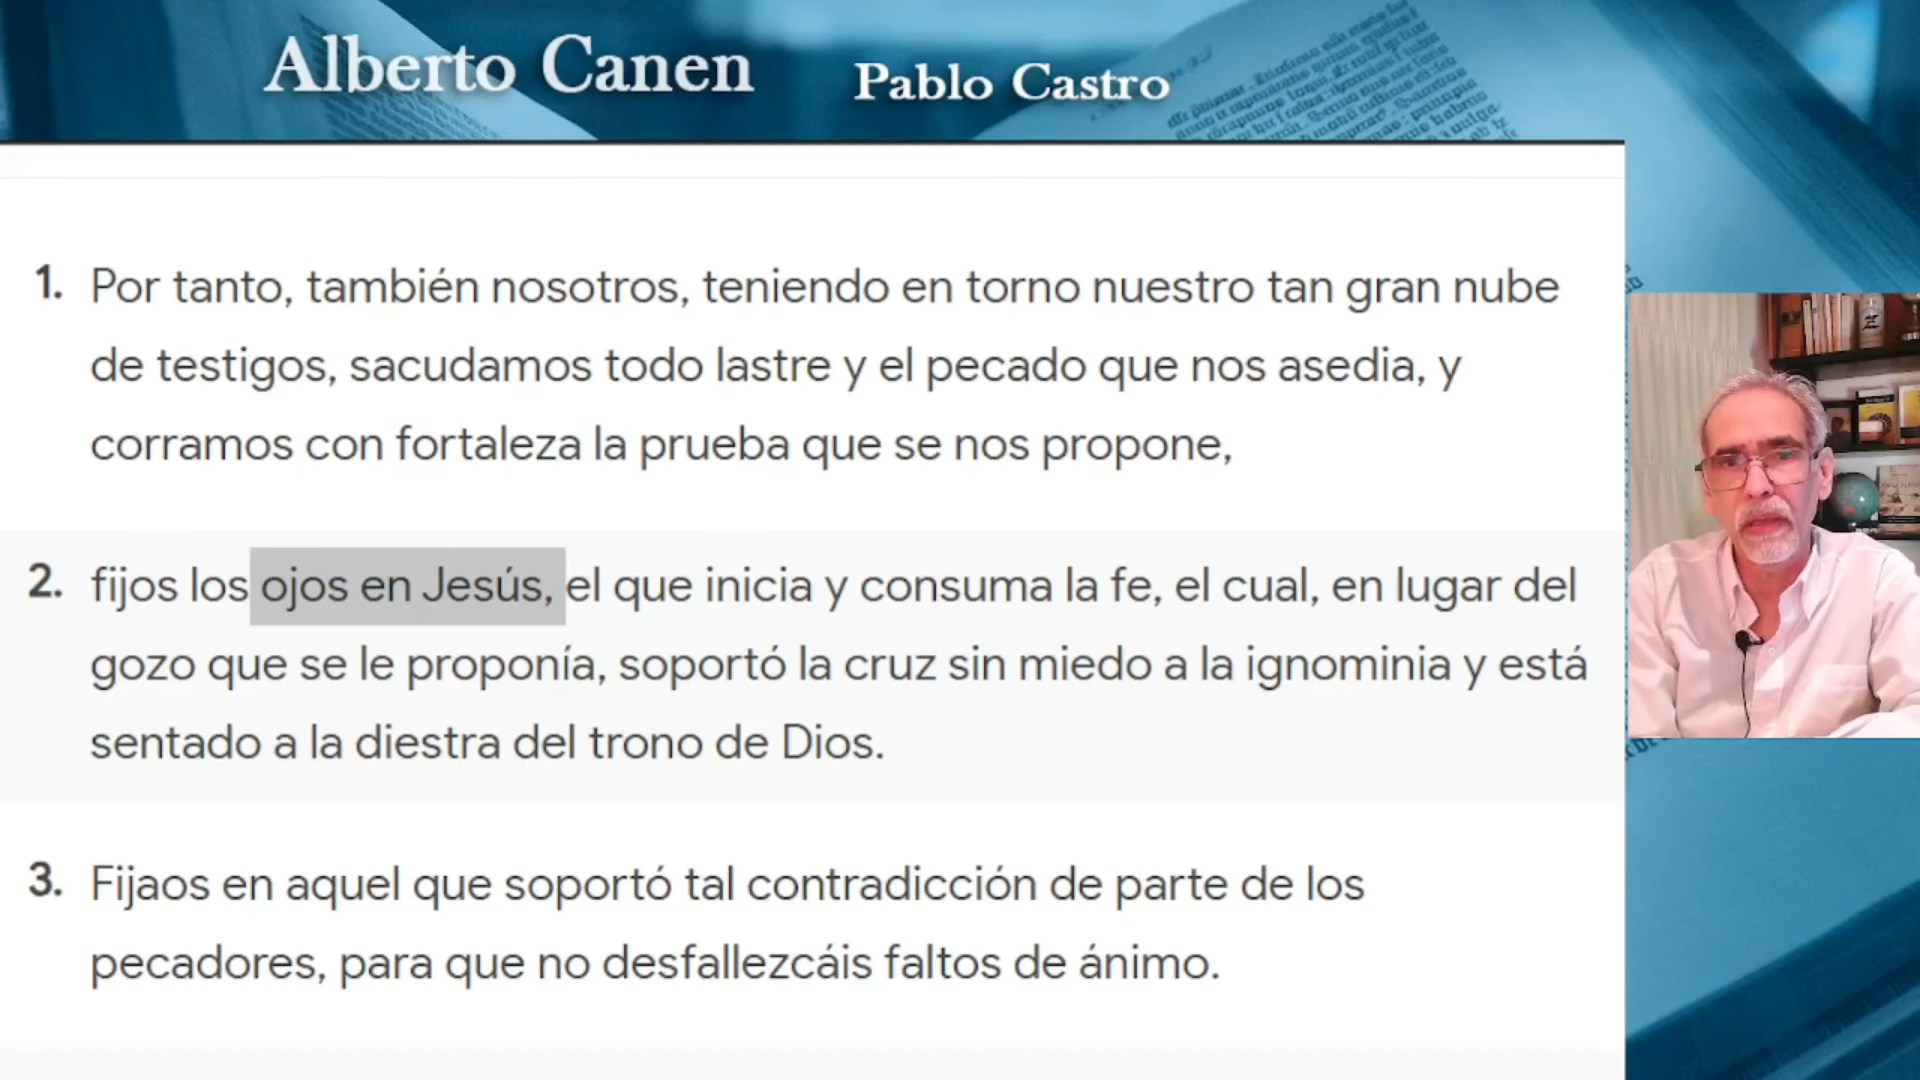 Alberto Canen
Pablo Castro
1. Por tanto, también nosotros, teniendo en torno nuestro tan gran nube
de testigos, sacudamos todo lastre y el pecado que nos asedia, y
corramos con fortaleza la prueba que se nos propone,
2. fijos los ojos en Jesús, el que inicia y consuma la fe, el cual, en lugar del
gozo que se le proponía, soportó la cruz sin miedo a la ignominia y está
sentado a la diestra del trono de Dios.
3. Fijaos en aquel que soportó tal contradicción de parte de los
pecadores, para que no desfallezcáis faltos de ánimo.